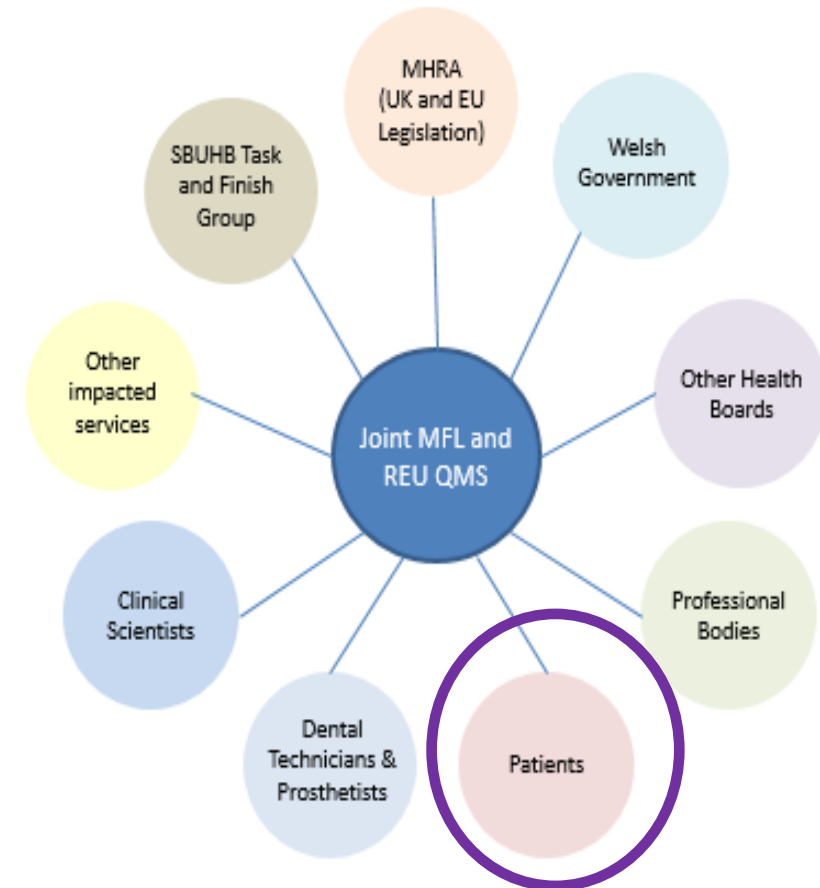 MHRA
(UK and EU
Legislation)
Welsh
Government
Other Health
Boards
Professional
Bodies
Patients
Dental
Technicians &
Prosthetists
Clinical
Scientists
Other
impacted
services
SBUHB Task
and Finish
Group
Joint MFL and
REU QMS